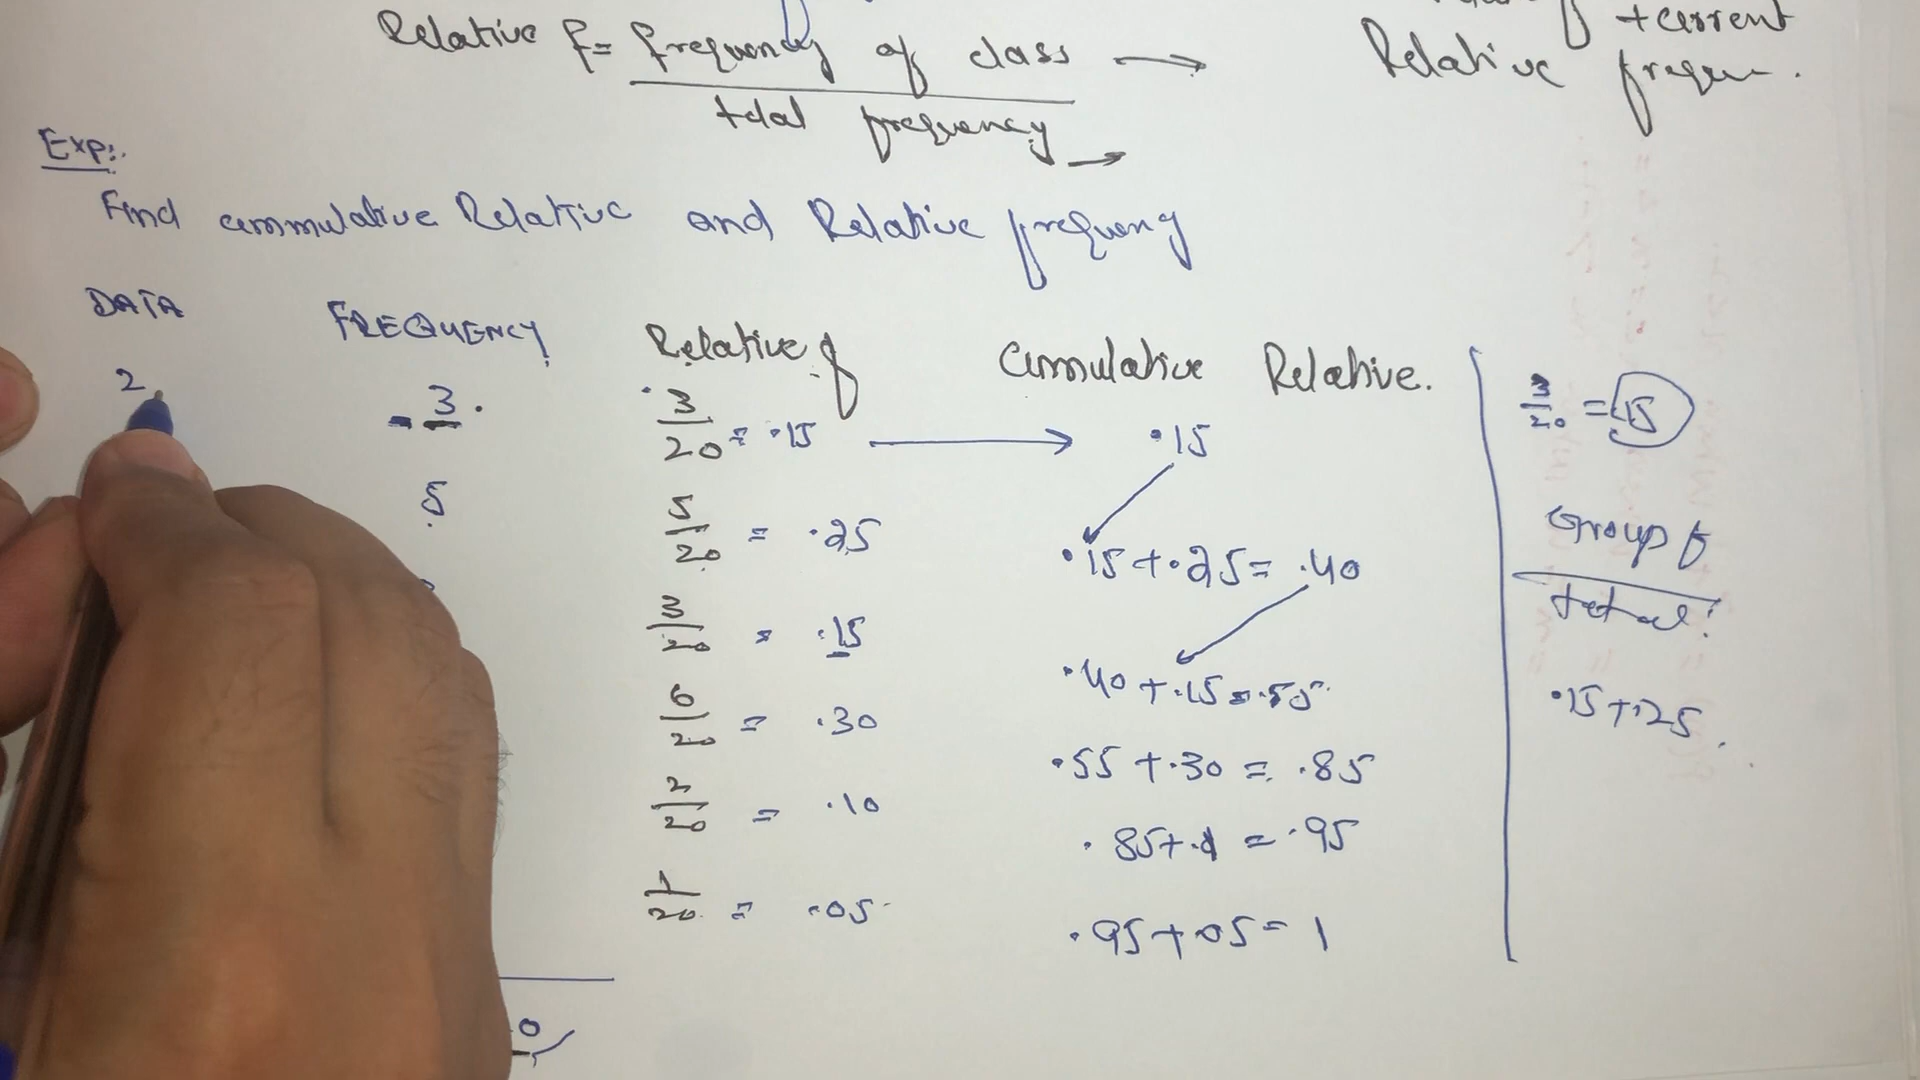 +current
Relative f= frequency of class
total frequency
Relative frequen.
Exp:.
Find cummulative Relative and Relative frequency
DATA FREQUENCY Relative f Cumulative Relative.
2 3 3/20 = .15 .15 3/20 = .15
5 5/20 = .25 .15+.25= .40
Group f
total
3/20 = .15 .40+.15=.55
6/20 = .30 .55+.30=.85
.15+.25
2/20 = .10 .85+.1 = .95
1/20 = .05 .95+05=1
0